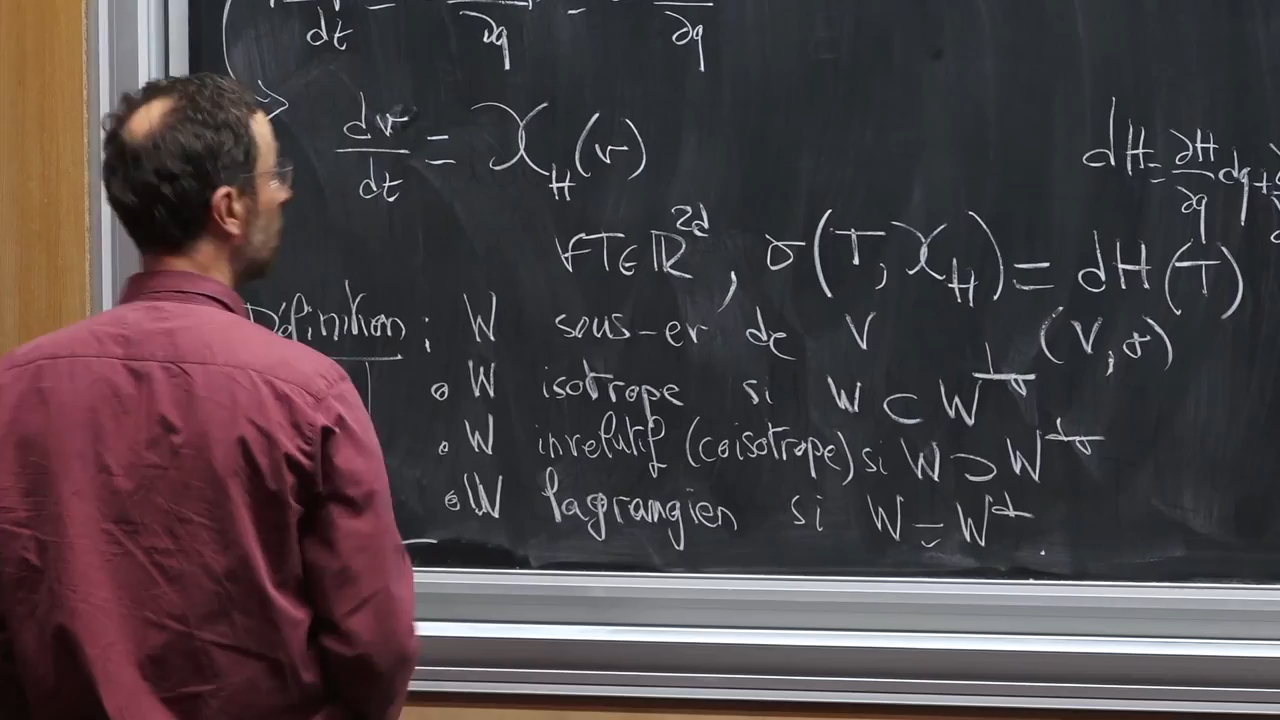 dt ∂q ∂q
dv/dt = X_H(v)
dH = ∂H/∂q dq +
∀T ∈ ℝ^2d, σ(T, X_H) = dH(T)
Définition : W sous-ev de V (V, σ)
• W isotrope si W ⊂ W^⊥σ
• W involutif (coisotrope) si W ⊃ W^⊥σ
• W lagrangien si W = W^⊥σ.